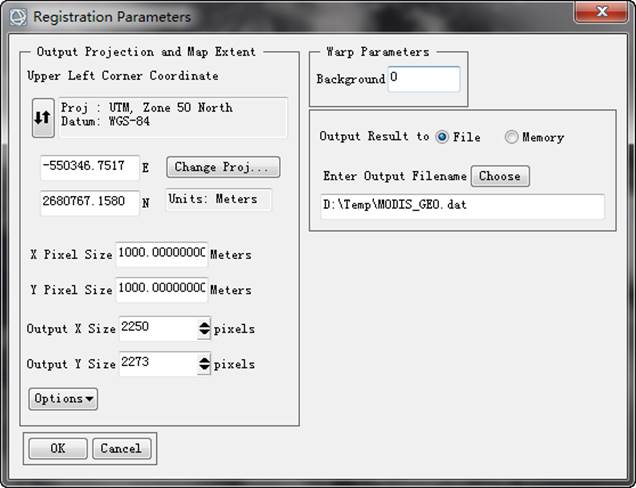 Registration Parameters
Output Projection and Map Extent
Upper Left Corner Coordinate
Proj : UTM, Zone 50 North
Datum: WGS-84
-550346.7517 E
Change Proj...
2680767.1580 N
Units: Meters
X Pixel Size 1000.0000000 Meters
Y Pixel Size 1000.0000000 Meters
Output X Size 2250 pixels
Output Y Size 2273 pixels
Options
OK
Cancel
Warp Parameters
Background 0
Output Result to File Memory
Enter Output Filename Choose
D:\Temp\MODIS_GEO.dat